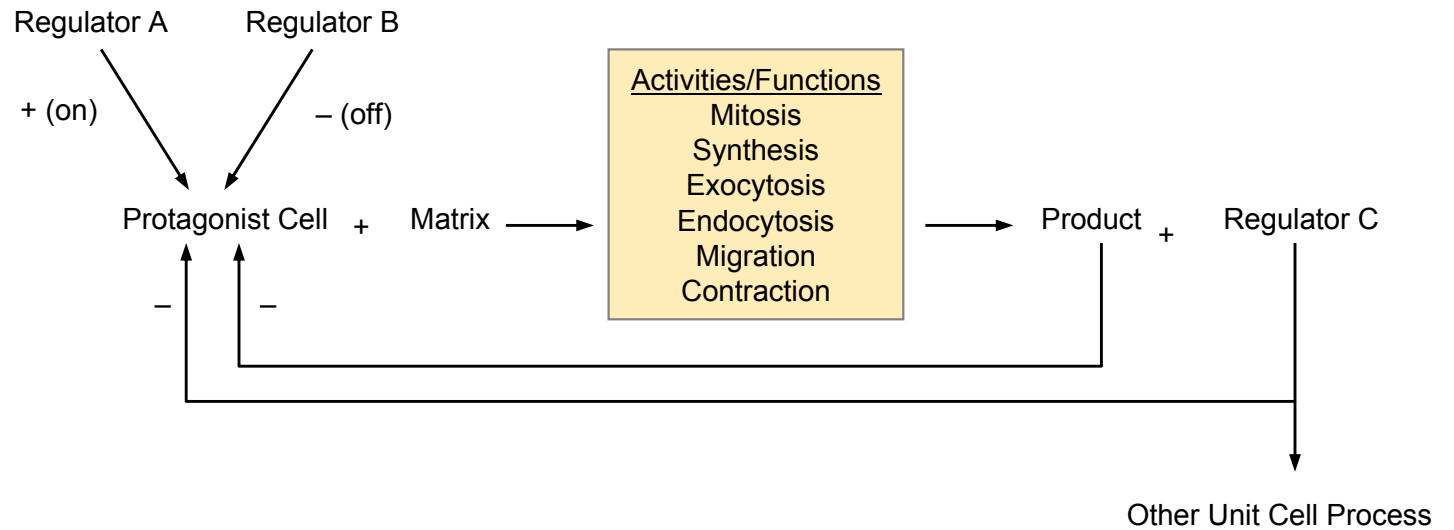 Regulator A
Regulator B
+ (on)
– (off)
Activities/Functions
Mitosis
Synthesis
Exocytosis
Endocytosis
Migration
Contraction
Protagonist Cell + Matrix
Product + Regulator C
–
–
Other Unit Cell Process